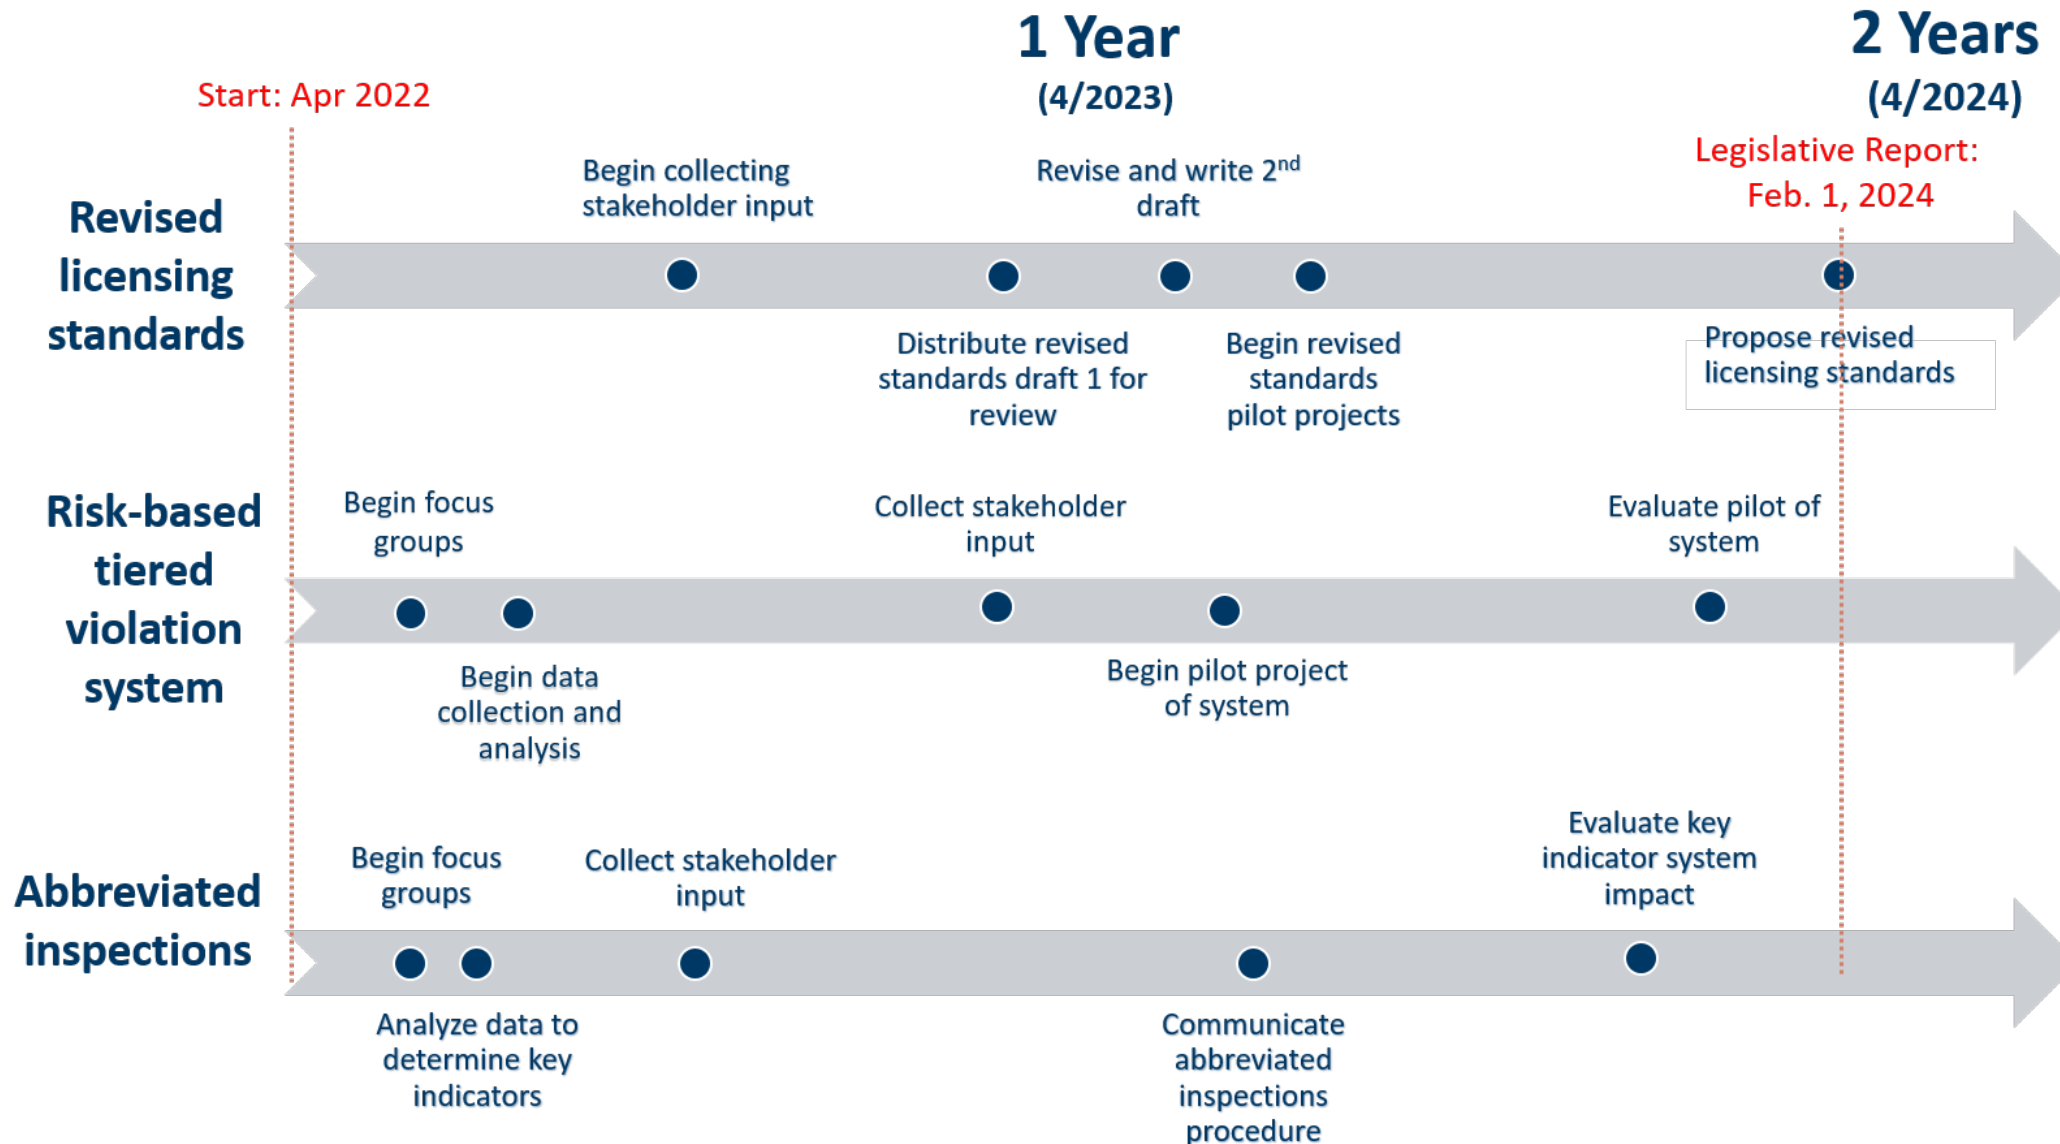 1 Year
(4/2023)
2 Years
(4/2024)
Start: Apr 2022
Legislative Report:
Feb. 1, 2024
Revised
licensing
standards
Begin collecting
stakeholder input
Revise and write 2nd
draft
Distribute revised
standards draft 1 for
review
Begin revised
standards
pilot projects
Propose revised
licensing standards
Risk-based
tiered
violation
system
Begin focus
groups
Collect stakeholder
input
Evaluate pilot of
system
Begin data
collection and
analysis
Begin pilot project
of system
Abbreviated
inspections
Begin focus
groups
Collect stakeholder
input
Evaluate key
indicator system
impact
Analyze data to
determine key
indicators
Communicate
abbreviated
inspections
procedure